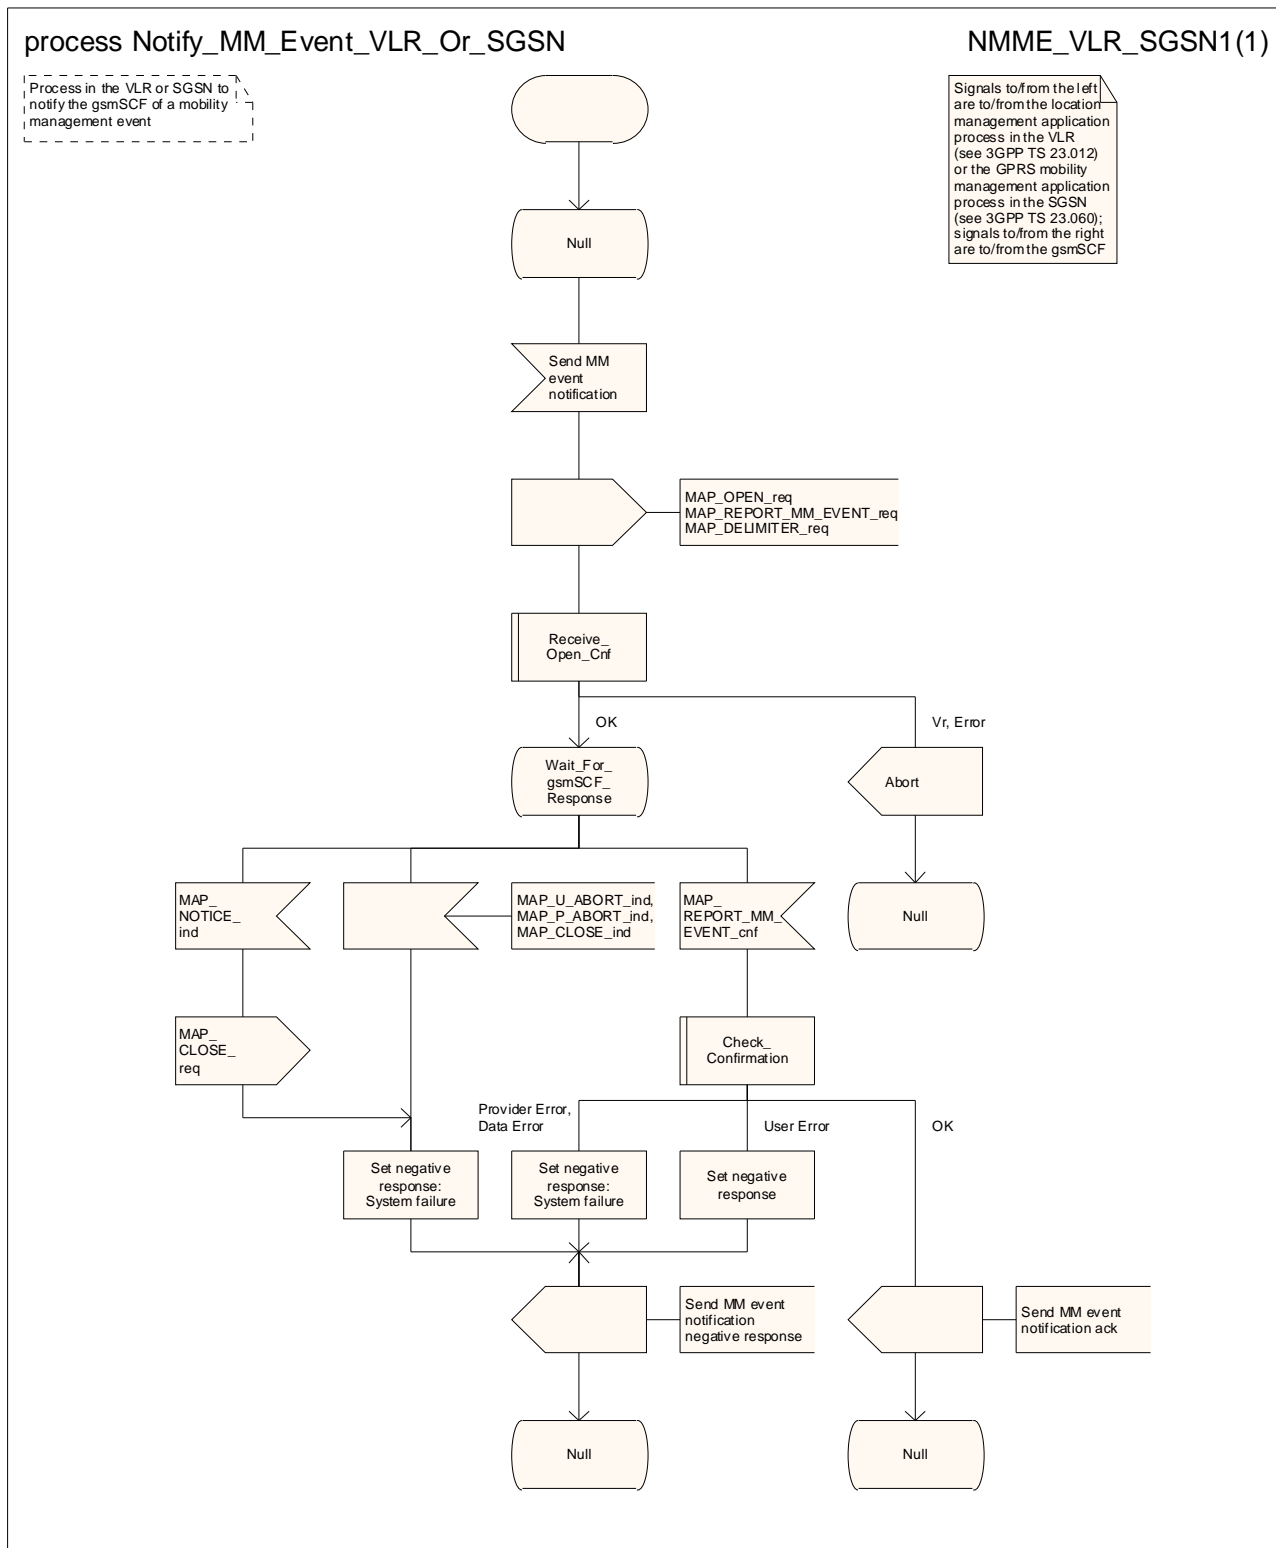 process Notify_MM_Event_VLR_Or_SGSN
NMME_VLR_SGSN1(1)
Process in the VLR or SGSN to
notify the gsmSCF of a mobility
management event
Signals to/from the left
are to/from the location
management application
process in the VLR
(see 3GPP TS 23.012)
or the GPRS mobility
management application
process in the SGSN
(see 3GPP TS 23.060);
signals to/from the right
are to/from the gsmSCF
Null
Send MM
event
notification
MAP_OPEN_req
MAP_REPORT_MM_EVENT_req
MAP_DELIMITER_req
Receive_
Open_Cnf
OK
Vr, Error
Wait_For_
gsmSCF_
Response
Abort
MAP_
NOTICE_
ind
MAP_U_ABORT_ind,
MAP_P_ABORT_ind,
MAP_CLOSE_ind
MAP_
REPORT_MM_
EVENT_cnf
Null
MAP_
CLOSE_
req
Check_
Confirmation
Provider Error,
Data Error
User Error
OK
Set negative
response:
System failure
Set negative
response:
System failure
Set negative
response
Send MM event
notification
negative response
Send MM event
notification ack
Null
Null